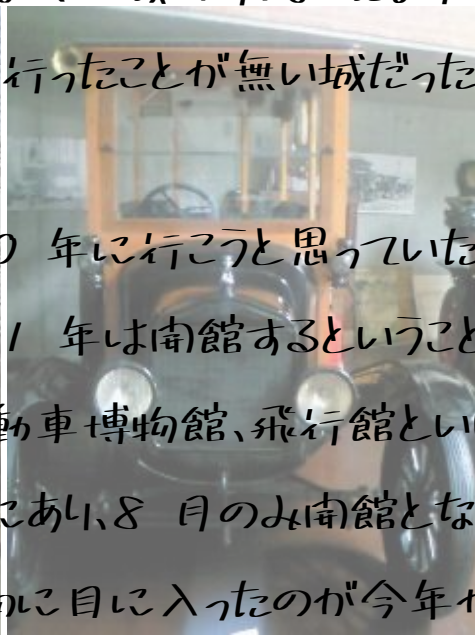 行ったことが無い城だった
年に行こうと思っていた
1 年は開館するということ
動車博物館、飛行館とい
にあり、8 月のみ開館とな
に目に入ったのが今年